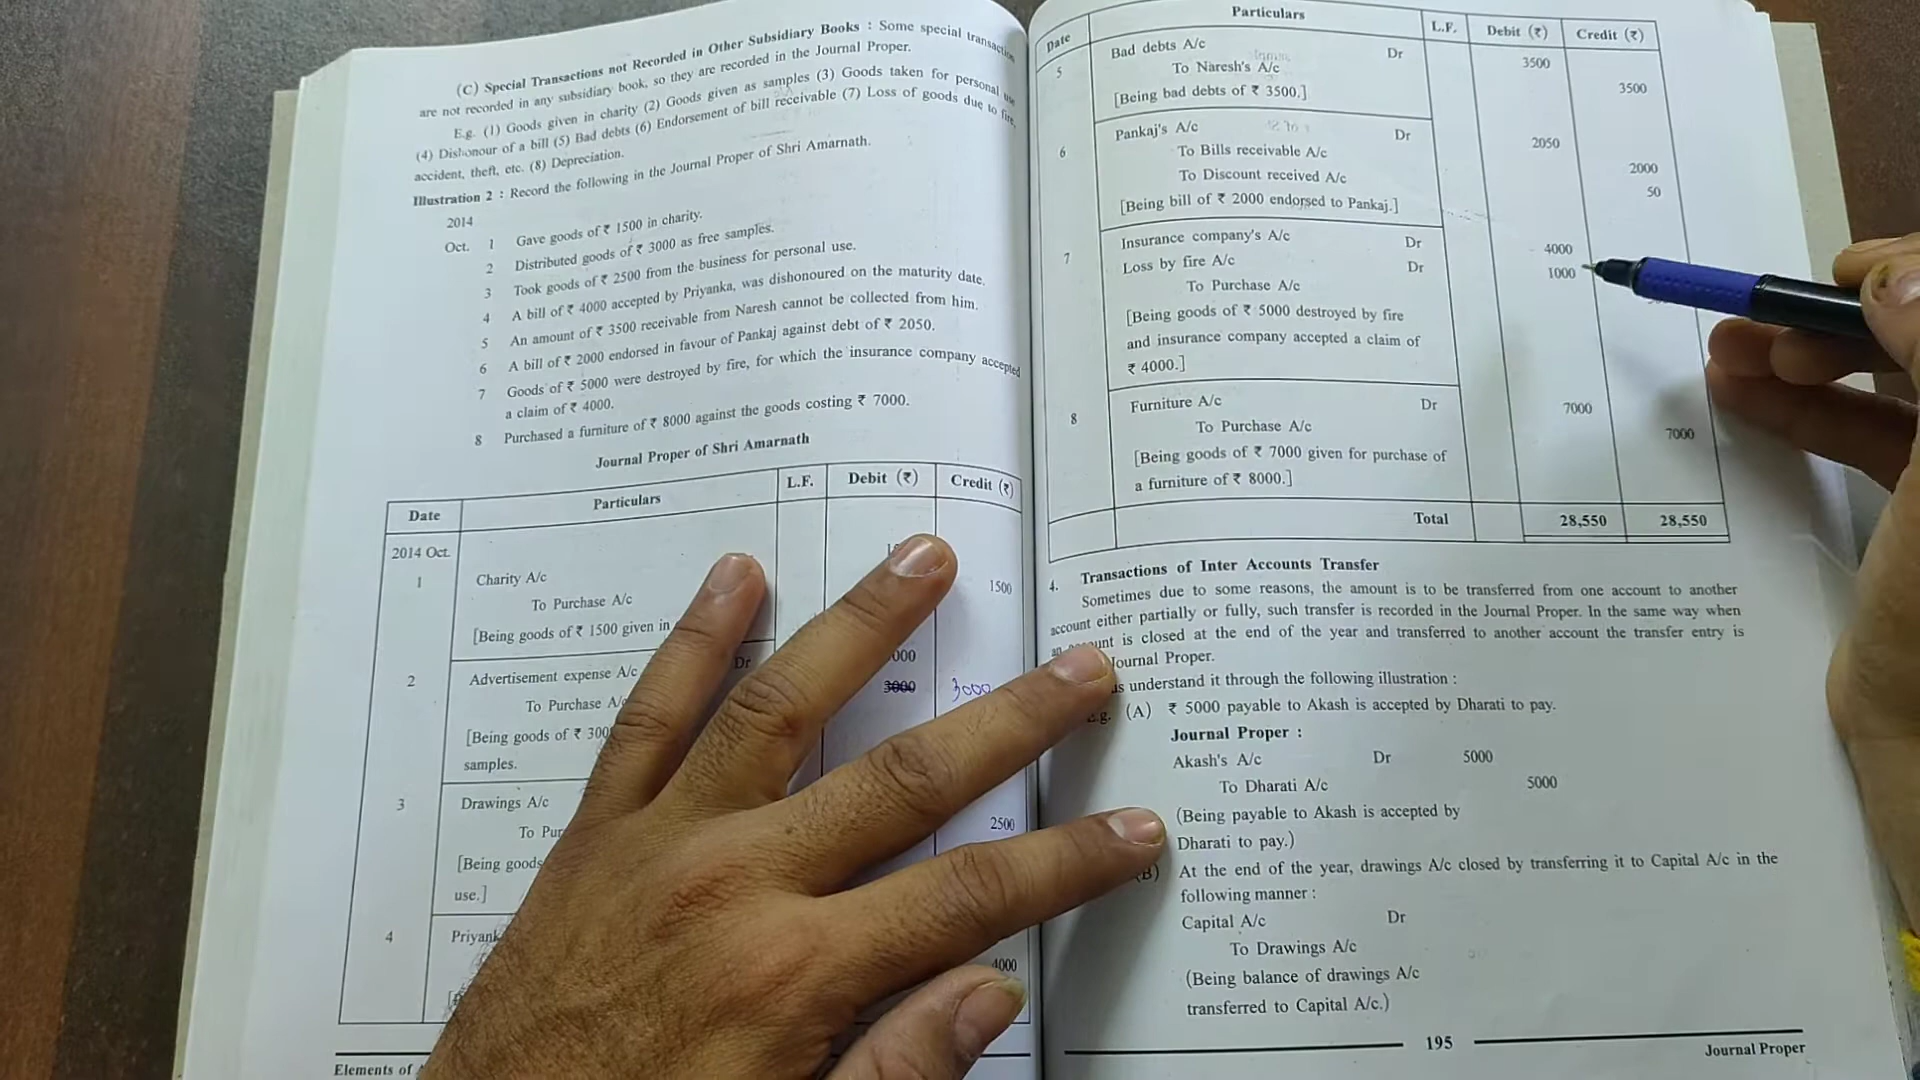 (C) Special Transactions not Recorded in Other Subsidiary Books : Some special transaction
are not recorded in any subsidiary book, so they are recorded in the Journal Proper.
E.g. (1) Goods given in charity (2) Goods given as samples (3) Goods taken for personal use
(4) Dishonour of a bill (5) Bad debts (6) Endorsement of bill receivable (7) Loss of goods due to fire,
accident, theft, etc. (8) Depreciation.
Illustration 2 : Record the following in the Journal Proper of Shri Amarnath.
2014
Oct. 1 Gave goods of ₹ 1500 in charity.
2 Distributed goods of ₹ 3000 as free samples.
3 Took goods of ₹ 2500 from the business for personal use.
4 A bill of ₹ 4000 accepted by Priyanka, was dishonoured on the maturity date.
5 An amount of ₹ 3500 receivable from Naresh cannot be collected from him.
6 A bill of ₹ 2000 endorsed in favour of Pankaj against debt of ₹ 2050.
7 Goods of ₹ 5000 were destroyed by fire, for which the insurance company accepted
a claim of ₹ 4000.
8 Purchased a furniture of ₹ 8000 against the goods costing ₹ 7000.
Journal Proper of Shri Amarnath
Date Particulars L.F. Debit (₹) Credit (₹)
2014 Oct.
1 Charity A/c
To Purchase A/c 1500
[Being goods of ₹ 1500 given in
2 Advertisement expense A/c Dr 000
To Purchase A/c 3000 3000
[Being goods of ₹ 300
samples.
3 Drawings A/c
To Pur 2500
[Being goods
use.]
4 Priyank
4000
Elements of
Date Particulars L.F. Debit (₹) Credit (₹)
5 Bad debts A/c Dr 3500
To Naresh's A/c 3500
[Being bad debts of ₹ 3500.]
6 Pankaj's A/c Dr 2050
To Bills receivable A/c 2000
To Discount received A/c 50
[Being bill of ₹ 2000 endorsed to Pankaj.]
7 Insurance company's A/c Dr 4000
Loss by fire A/c Dr 1000
To Purchase A/c
[Being goods of ₹ 5000 destroyed by fire
and insurance company accepted a claim of
₹ 4000.]
8 Furniture A/c Dr 7000
To Purchase A/c 7000
[Being goods of ₹ 7000 given for purchase of
a furniture of ₹ 8000.]
Total 28,550 28,550
4. Transactions of Inter Accounts Transfer
Sometimes due to some reasons, the amount is to be transferred from one account to another
account either partially or fully, such transfer is recorded in the Journal Proper. In the same way when
an account is closed at the end of the year and transferred to another account the transfer entry is
Journal Proper.
us understand it through the following illustration :
e.g. (A) ₹ 5000 payable to Akash is accepted by Dharati to pay.
Journal Proper :
Akash's A/c Dr 5000
To Dharati A/c 5000
(Being payable to Akash is accepted by
Dharati to pay.)
(B) At the end of the year, drawings A/c closed by transferring it to Capital A/c in the
following manner :
Capital A/c Dr
To Drawings A/c
(Being balance of drawings A/c
transferred to Capital A/c.)
195 Journal Proper